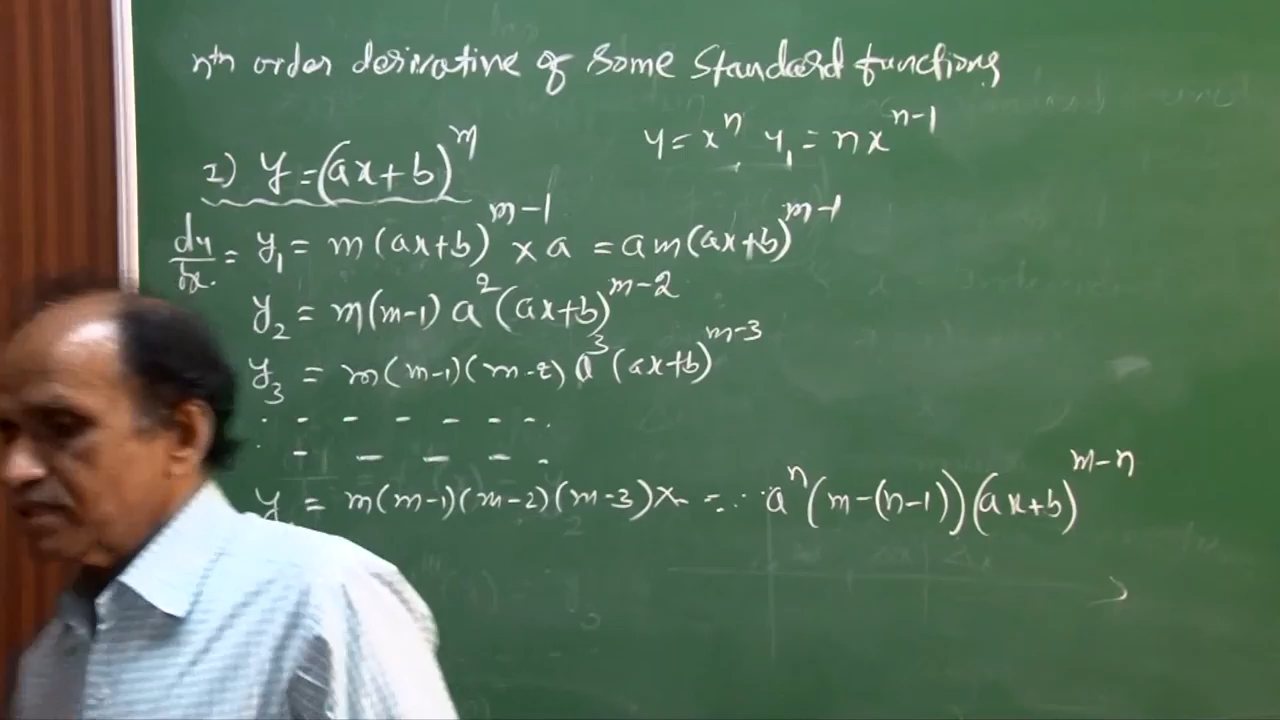 nth order derivative of some standard functions
y = xⁿ y₁ = nxⁿ⁻¹
1) y = (ax+b)ᵐ
dy/dx = y₁ = m(ax+b)ᵐ⁻¹ × a = am(ax+b)ᵐ⁻¹
y₂ = m(m-1) a²(ax+b)ᵐ⁻²
y₃ = m(m-1)(m-2) a³(ax+b)ᵐ⁻³
y = m(m-1)(m-2)(m-3)x - - ... aⁿ(m-(n-1))(ax+b)ᵐ⁻ⁿ